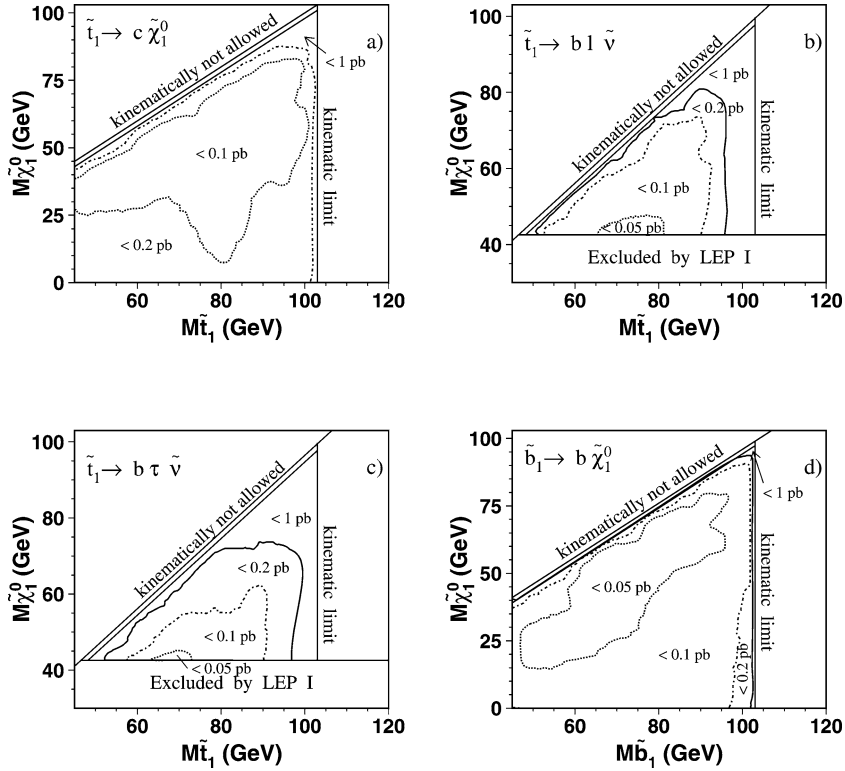 t̃₁→ c χ̃₁⁰
a)
kinematically not allowed
< 1 pb
< 0.1 pb
< 0.2 pb
kinematic limit
100
75
50
25
0
Mχ̃₁⁰ (GeV)
60 80 100 120
Mt̃₁ (GeV)
t̃₁→ b l ν̃
b)
kinematically not allowed
< 1 pb
< 0.2 pb
< 0.1 pb
< 0.05 pb
kinematic limit
Excluded by LEP I
100
80
60
40
Mχ̃₁⁰ (GeV)
60 80 100 120
Mt̃₁ (GeV)
t̃₁→ b τ ν̃
c)
kinematically not allowed
< 1 pb
< 0.2 pb
< 0.1 pb
< 0.05 pb
kinematic limit
Excluded by LEP I
100
80
60
40
Mχ̃₁⁰ (GeV)
60 80 100 120
Mt̃₁ (GeV)
b̃₁→ b χ̃₁⁰
d)
kinematically not allowed
< 1 pb
< 0.05 pb
< 0.1 pb
< 0.2 pb
kinematic limit
100
75
50
25
0
Mχ̃₁⁰ (GeV)
60 80 100 120
Mb̃₁ (GeV)